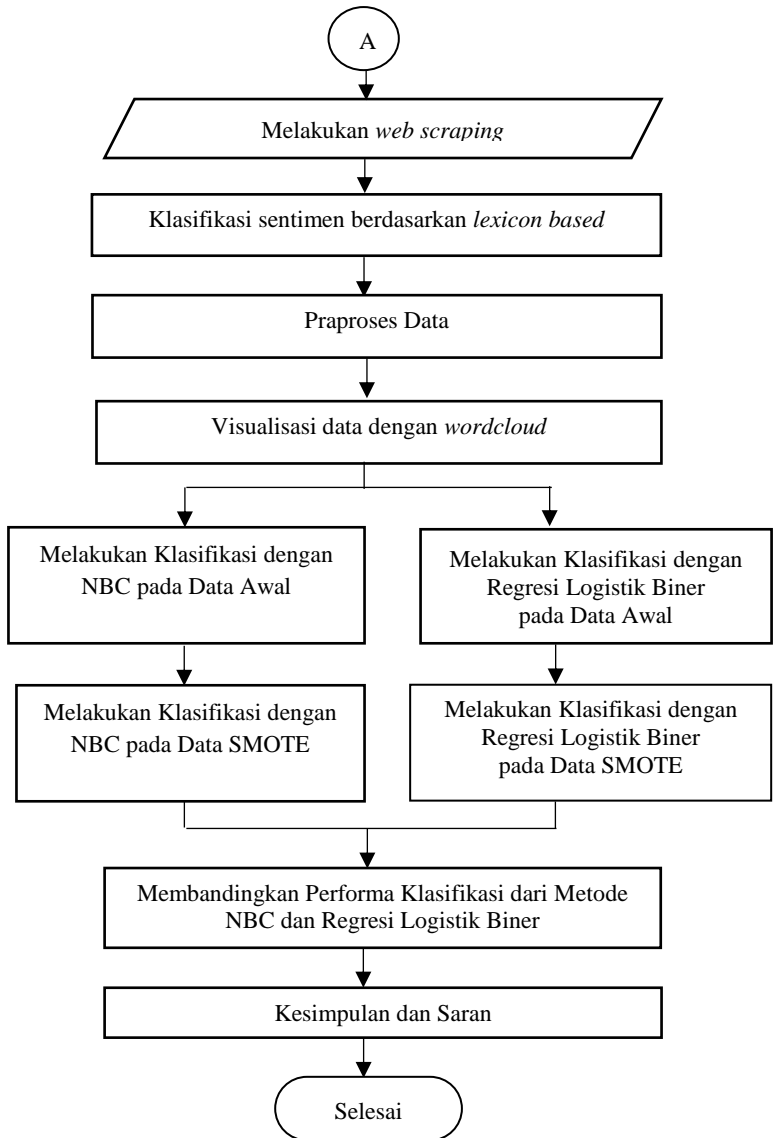 A
Melakukan web scraping
Klasifikasi sentimen berdasarkan lexicon based
Praproses Data
Visualisasi data dengan wordcloud
Melakukan Klasifikasi dengan
NBC pada Data Awal
Melakukan Klasifikasi dengan
Regresi Logistik Biner
pada Data Awal
Melakukan Klasifikasi dengan
NBC pada Data SMOTE
Melakukan Klasifikasi dengan
Regresi Logistik Biner
pada Data SMOTE
Membandingkan Performa Klasifikasi dari Metode
NBC dan Regresi Logistik Biner
Kesimpulan dan Saran
Selesai